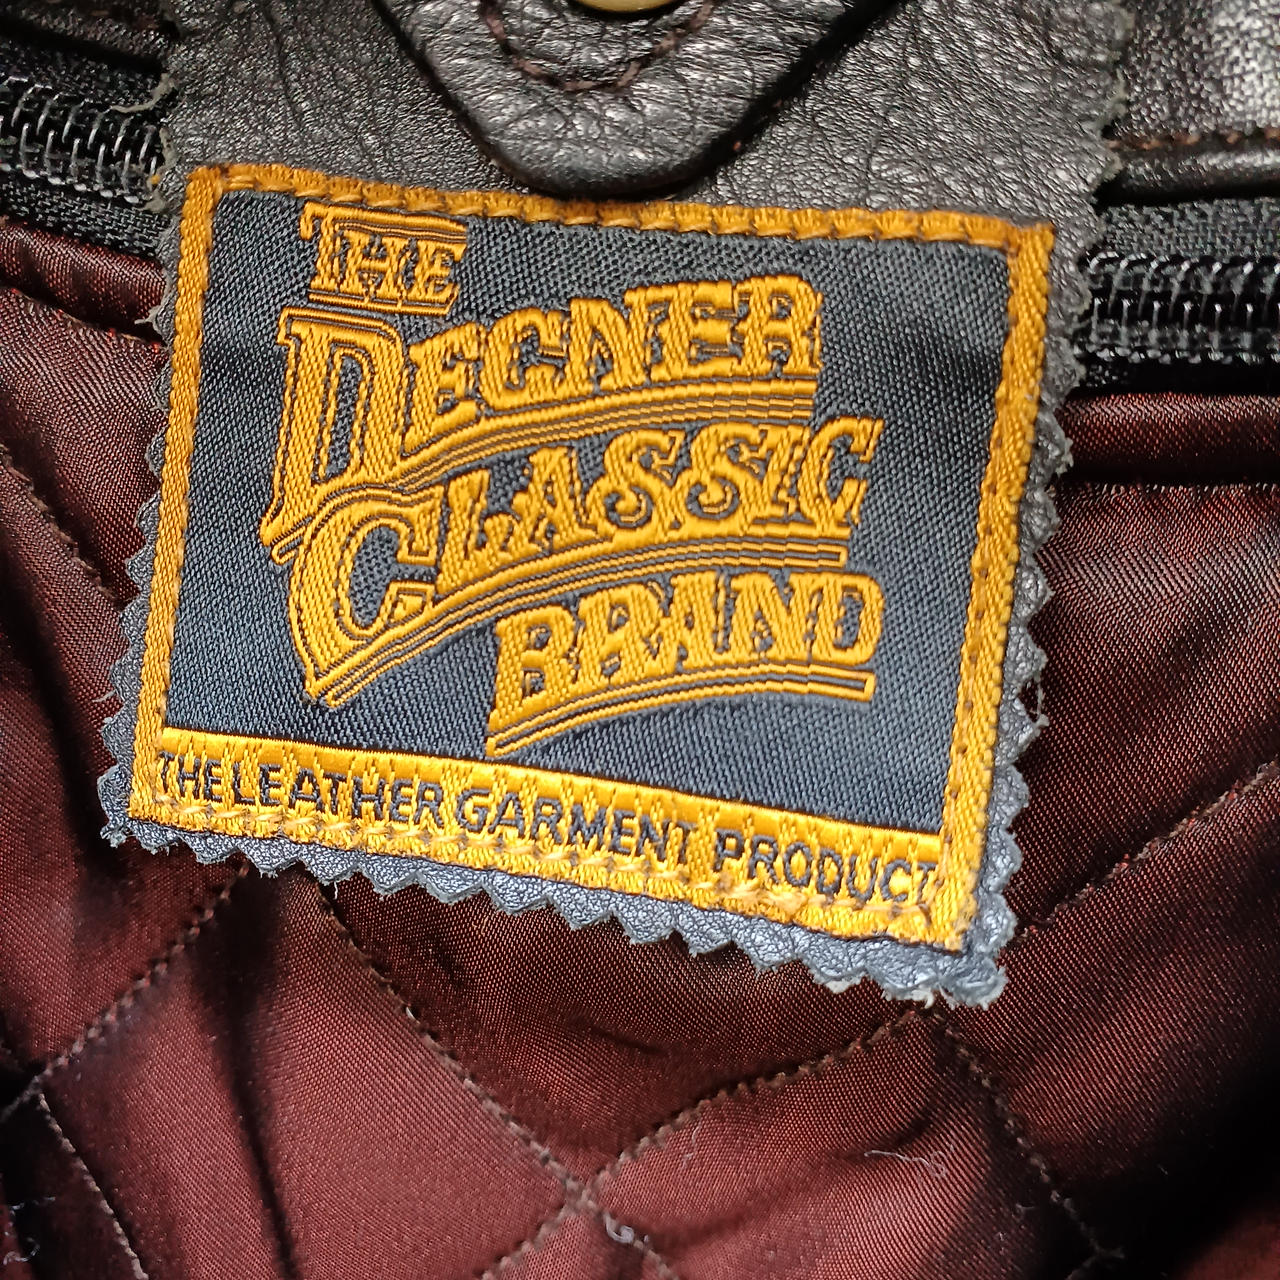 THE
DEGNER
CLASSIC
BRAND
THE LEATHER GARMENT PRODUCT